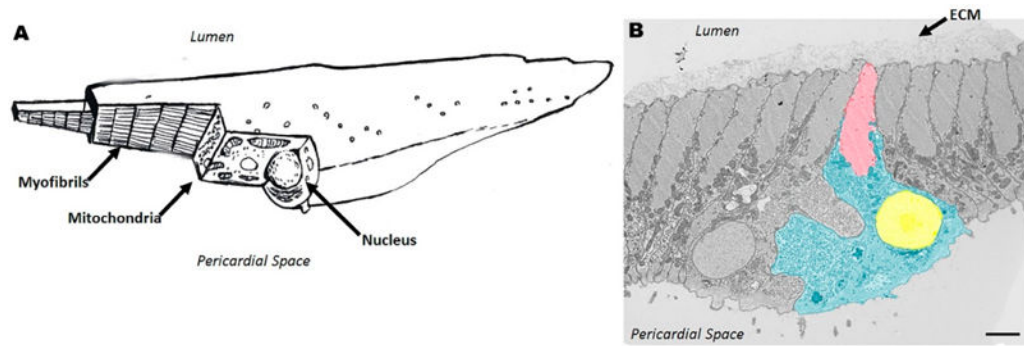 A
Lumen
Myofibrils
Mitochondria
Nucleus
Pericardial Space
B
Lumen
ECM
Pericardial Space